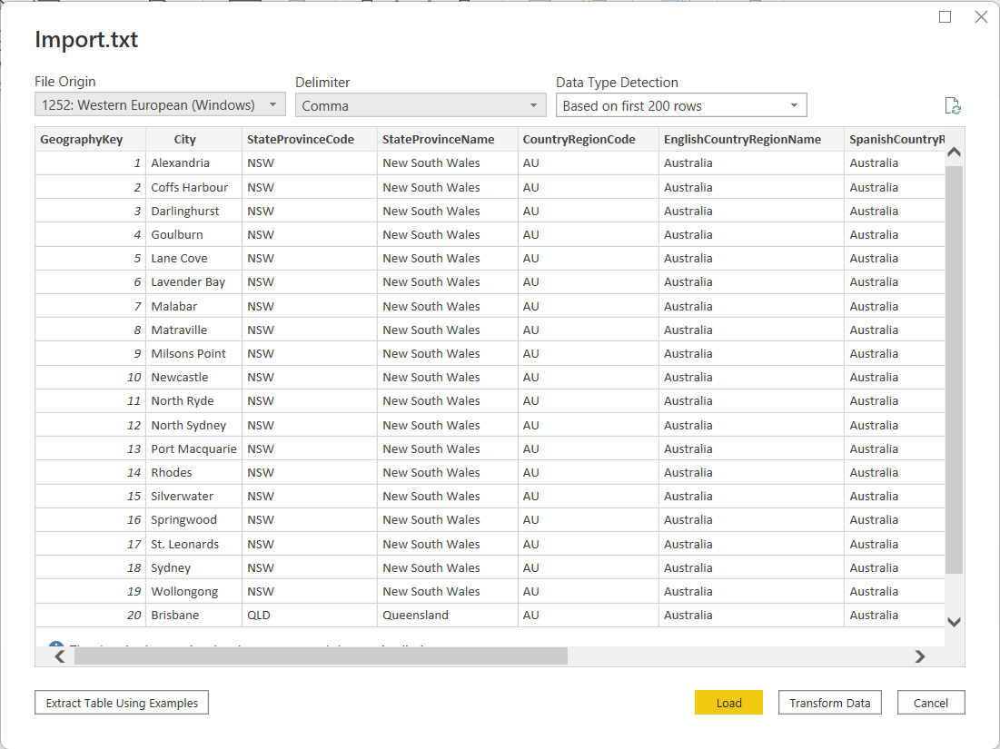 Import.txt
File Origin Delimiter Data Type Detection
1252: Western European (Windows) Comma Based on first 200 rows
GeographyKey City StateProvinceCode StateProvinceName CountryRegionCode EnglishCountryRegionName SpanishCountryR
1 Alexandria NSW New South Wales AU Australia Australia
2 Coffs Harbour NSW New South Wales AU Australia Australia
3 Darlinghurst NSW New South Wales AU Australia Australia
4 Goulburn NSW New South Wales AU Australia Australia
5 Lane Cove NSW New South Wales AU Australia Australia
6 Lavender Bay NSW New South Wales AU Australia Australia
7 Malabar NSW New South Wales AU Australia Australia
8 Matraville NSW New South Wales AU Australia Australia
9 Milsons Point NSW New South Wales AU Australia Australia
10 Newcastle NSW New South Wales AU Australia Australia
11 North Ryde NSW New South Wales AU Australia Australia
12 North Sydney NSW New South Wales AU Australia Australia
13 Port Macquarie NSW New South Wales AU Australia Australia
14 Rhodes NSW New South Wales AU Australia Australia
15 Silverwater NSW New South Wales AU Australia Australia
16 Springwood NSW New South Wales AU Australia Australia
17 St. Leonards NSW New South Wales AU Australia Australia
18 Sydney NSW New South Wales AU Australia Australia
19 Wollongong NSW New South Wales AU Australia Australia
20 Brisbane QLD Queensland AU Australia Australia
Extract Table Using Examples Load Transform Data Cancel